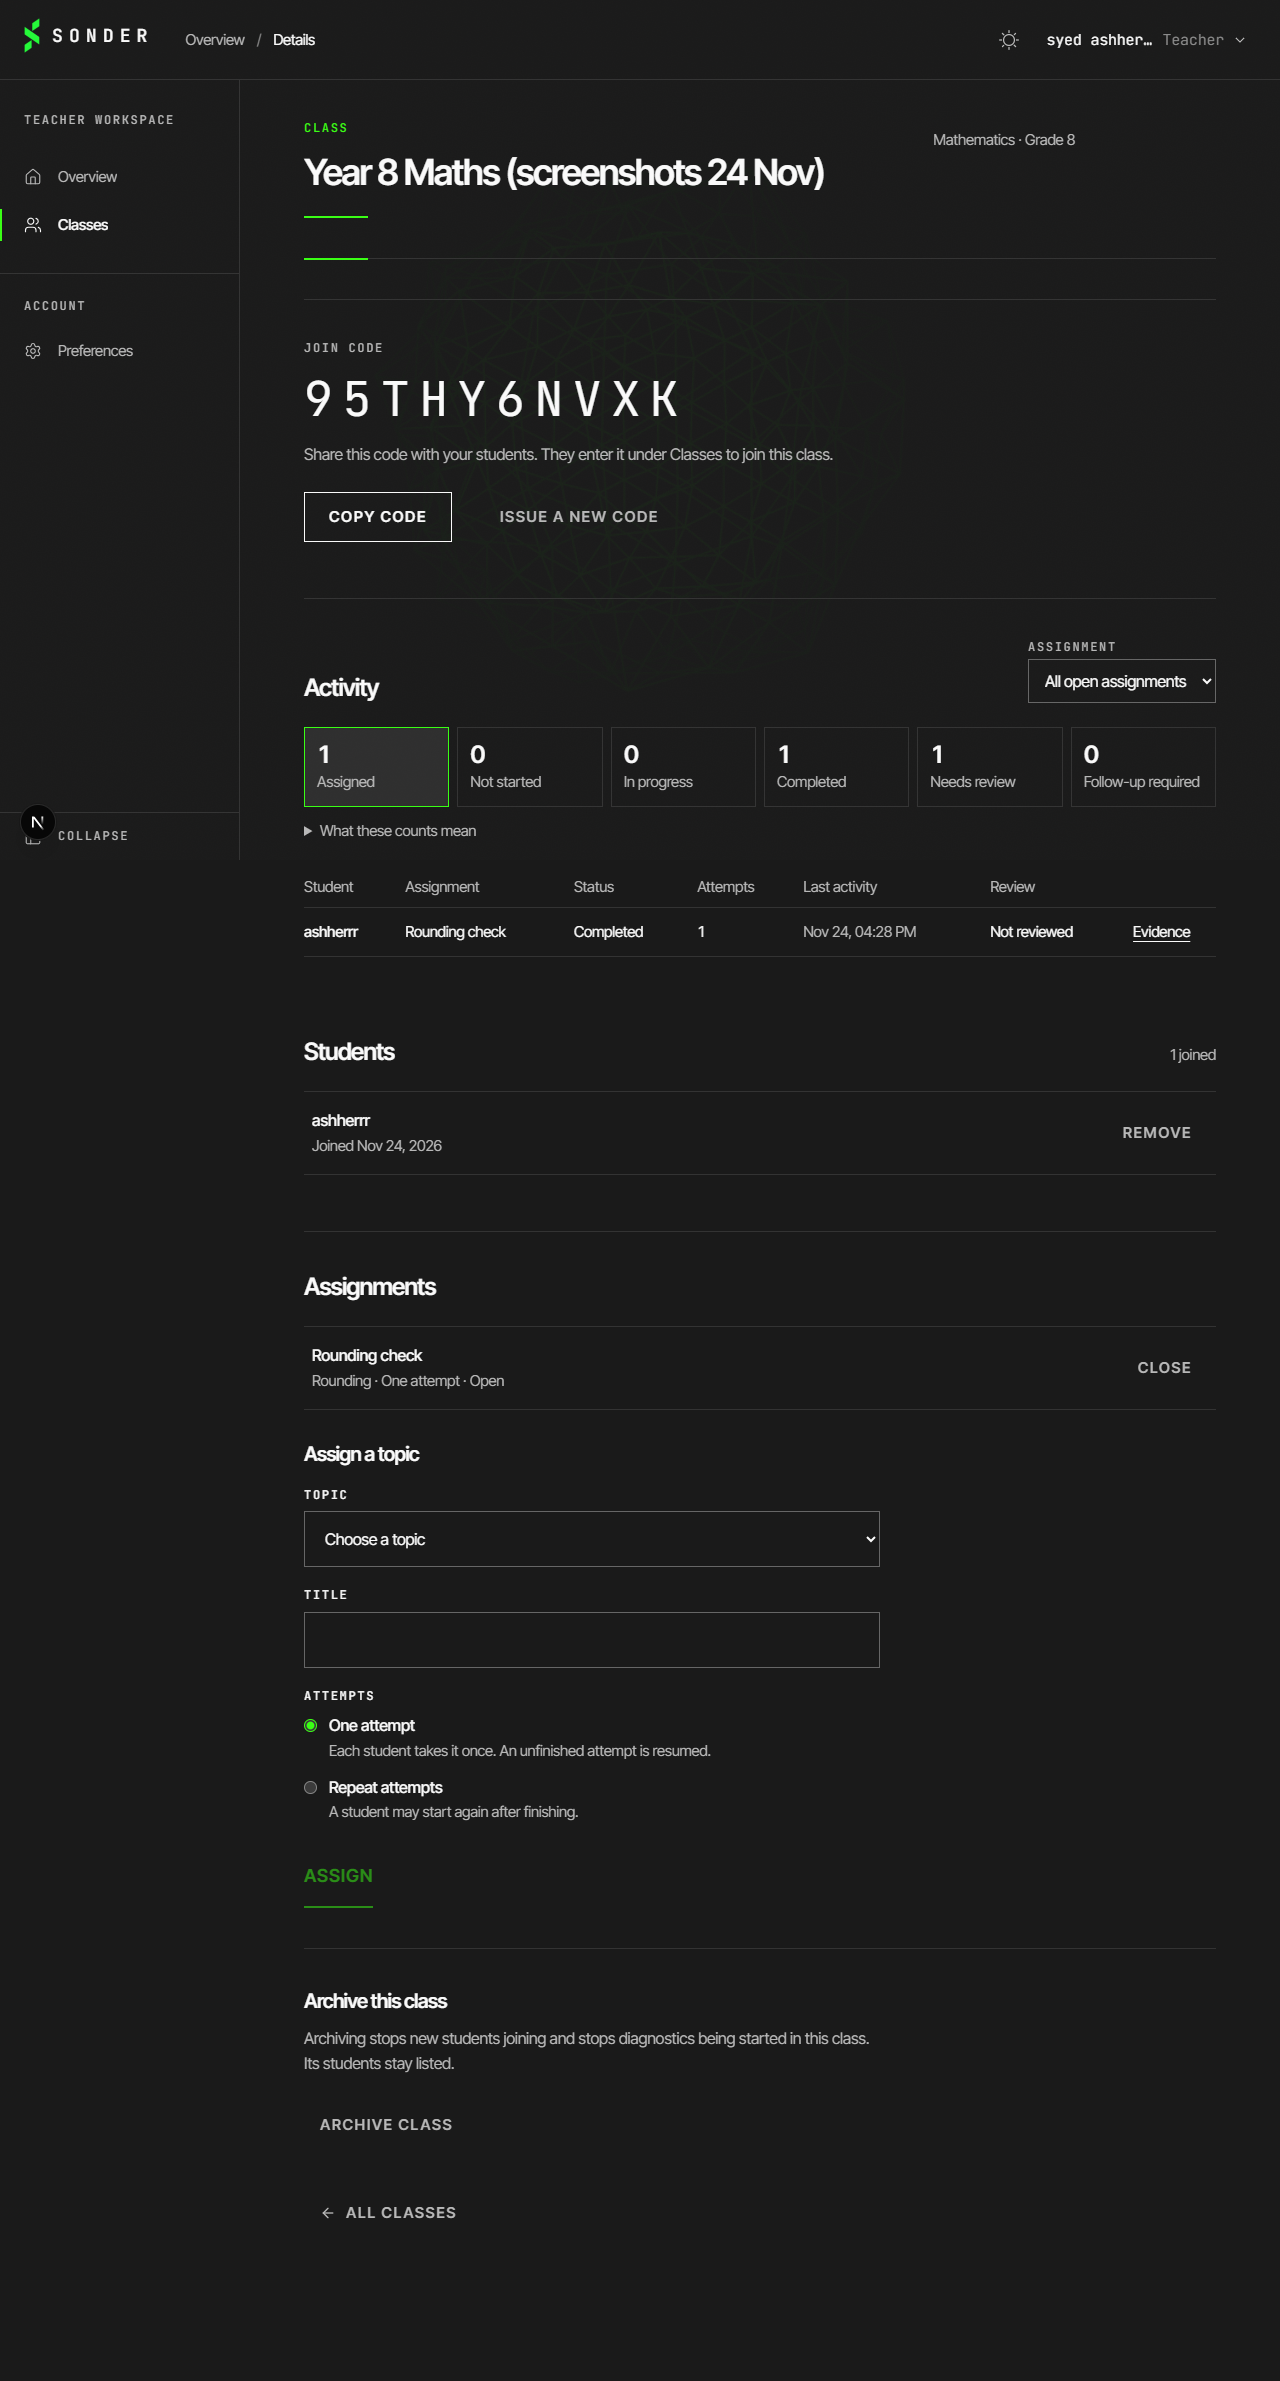 SONDER
Overview / Details
syed ashher… Teacher
TEACHER WORKSPACE
Overview
Classes
ACCOUNT
Preferences
COLLAPSE
CLASS
Mathematics · Grade 8
Year 8 Maths (screenshots 24 Nov)
JOIN CODE
95THY6NVXK
Share this code with your students. They enter it under Classes to join this class.
COPY CODE
ISSUE A NEW CODE
ASSIGNMENT
Activity
All open assignments
1 Assigned
0 Not started
0 In progress
1 Completed
1 Needs review
0 Follow-up required
What these counts mean
Student Assignment Status Attempts Last activity Review
ashherrr Rounding check Completed 1 Nov 24, 04:28 PM Not reviewed Evidence
Students
1 joined
ashherrr
Joined Nov 24, 2026
REMOVE
Assignments
Rounding check
Rounding · One attempt · Open
CLOSE
Assign a topic
TOPIC
Choose a topic
TITLE
ATTEMPTS
One attempt
Each student takes it once. An unfinished attempt is resumed.
Repeat attempts
A student may start again after finishing.
ASSIGN
Archive this class
Archiving stops new students joining and stops diagnostics being started in this class.
Its students stay listed.
ARCHIVE CLASS
← ALL CLASSES